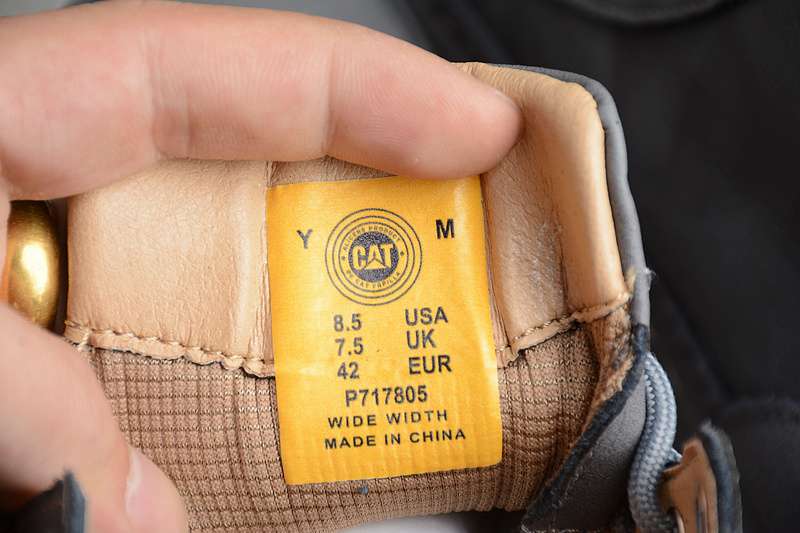 Y M
CAT
8.5 USA
7.5 UK
42 EUR
P717805
WIDE WIDTH
MADE IN CHINA